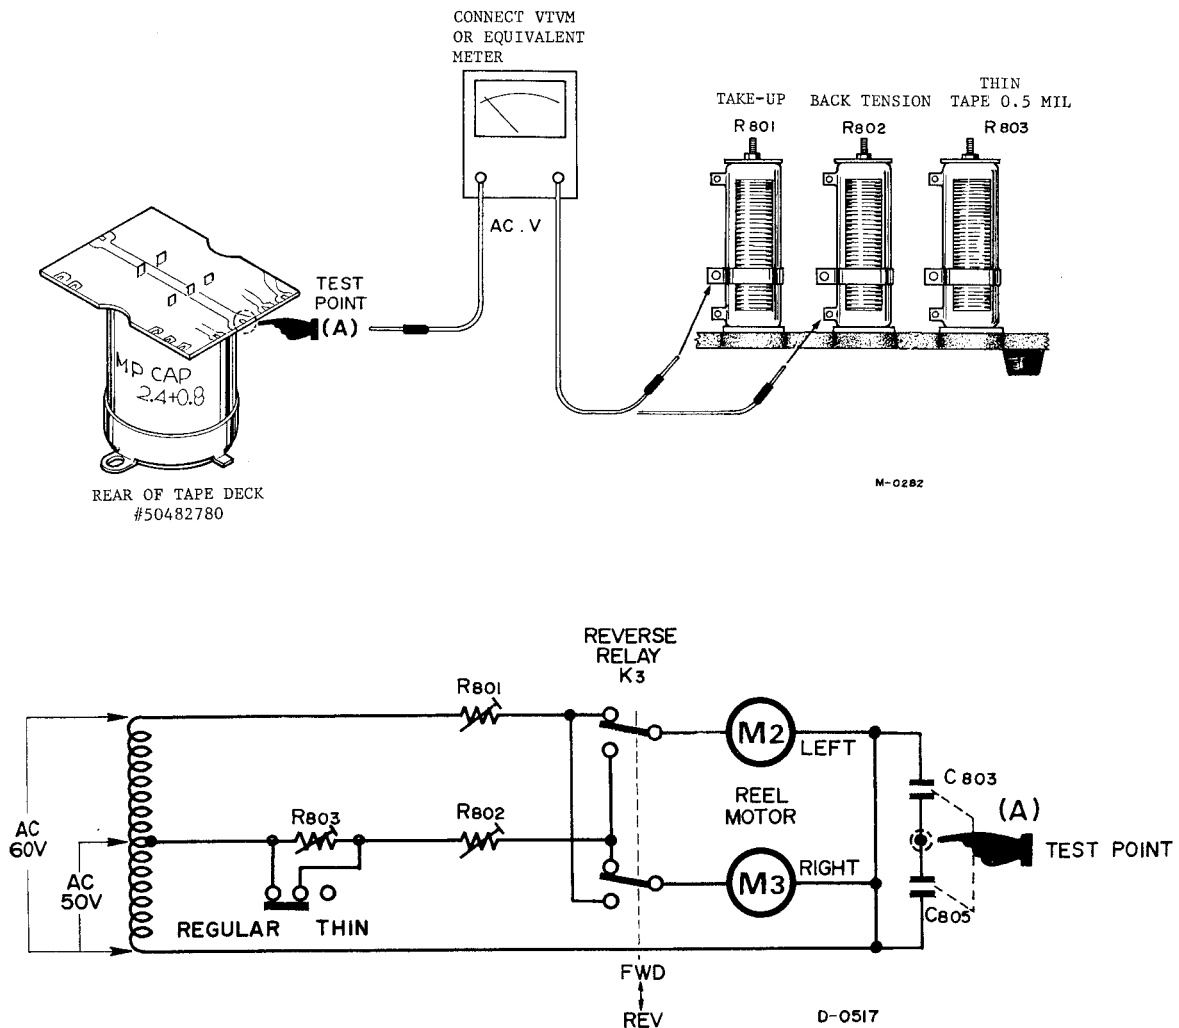 CONNECT VTVM
OR EQUIVALENT
METER
AC.V
TAKE-UP
R801
BACK TENSION
R802
THIN
TAPE 0.5 MIL
R803
TEST
POINT
(A)
MP CAP
2.4+0.8
REAR OF TAPE DECK
#50482780
M-0282
REVERSE
RELAY
K3
R801
M2
LEFT
C803
R803
R802
REEL
MOTOR
(A)
TEST POINT
AC
60V
AC
50V
M3
RIGHT
C805
REGULAR THIN
FWD
REV
D-0517